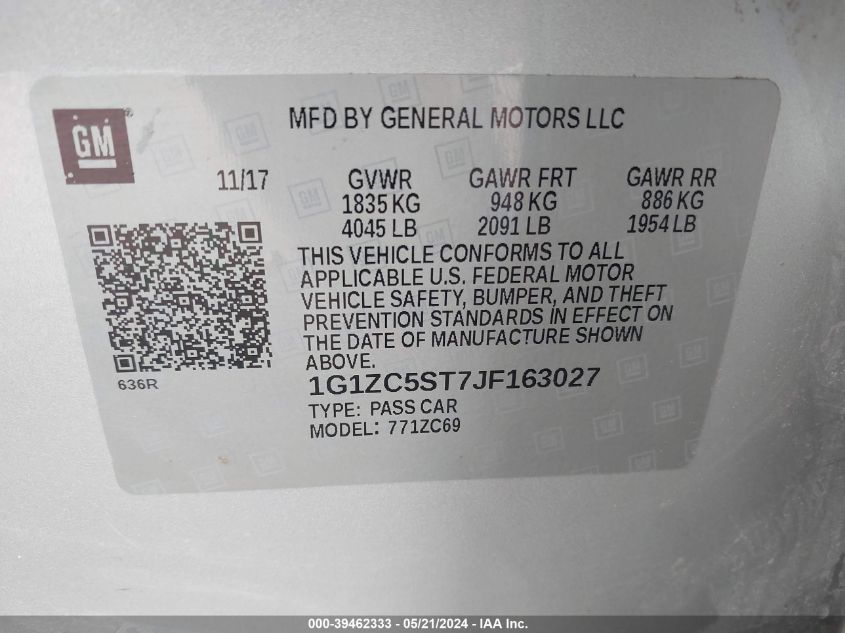 GM
MFD BY GENERAL MOTORS LLC
11/17 GVWR GAWR FRT GAWR RR
1835 KG 948 KG 886 KG
4045 LB 2091 LB 1954 LB
THIS VEHICLE CONFORMS TO ALL
APPLICABLE U.S. FEDERAL MOTOR
VEHICLE SAFETY, BUMPER, AND THEFT
PREVENTION STANDARDS IN EFFECT ON
THE DATE OF MANUFACTURE SHOWN
ABOVE.
636R
1G1ZC5ST7JF163027
TYPE: PASS CAR
MODEL: 771ZC69
000-39462333 - 05/21/2024 - IAA, Inc.